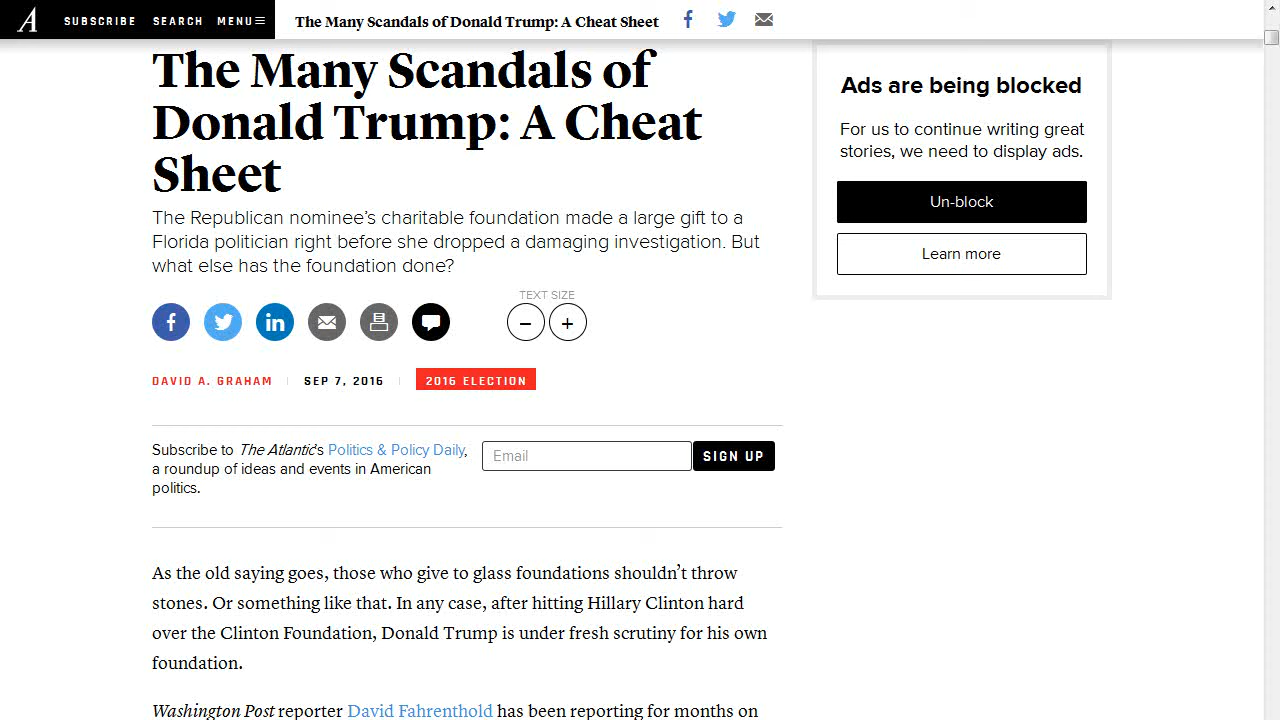 A SUBSCRIBE SEARCH MENU The Many Scandals of Donald Trump: A Cheat Sheet
The Many Scandals of
Donald Trump: A Cheat
Sheet
The Republican nominee's charitable foundation made a large gift to a
Florida politician right before she dropped a damaging investigation. But
what else has the foundation done?
TEXT SIZE
DAVID A. GRAHAM SEP 7, 2016 2016 ELECTION
Subscribe to The Atlantic's Politics & Policy Daily,
a roundup of ideas and events in American
politics.
Email SIGN UP
As the old saying goes, those who give to glass foundations shouldn't throw
stones. Or something like that. In any case, after hitting Hillary Clinton hard
over the Clinton Foundation, Donald Trump is under fresh scrutiny for his own
foundation.
Washington Post reporter David Fahrenthold has been reporting for months on
Ads are being blocked
For us to continue writing great
stories, we need to display ads.
Un-block
Learn more